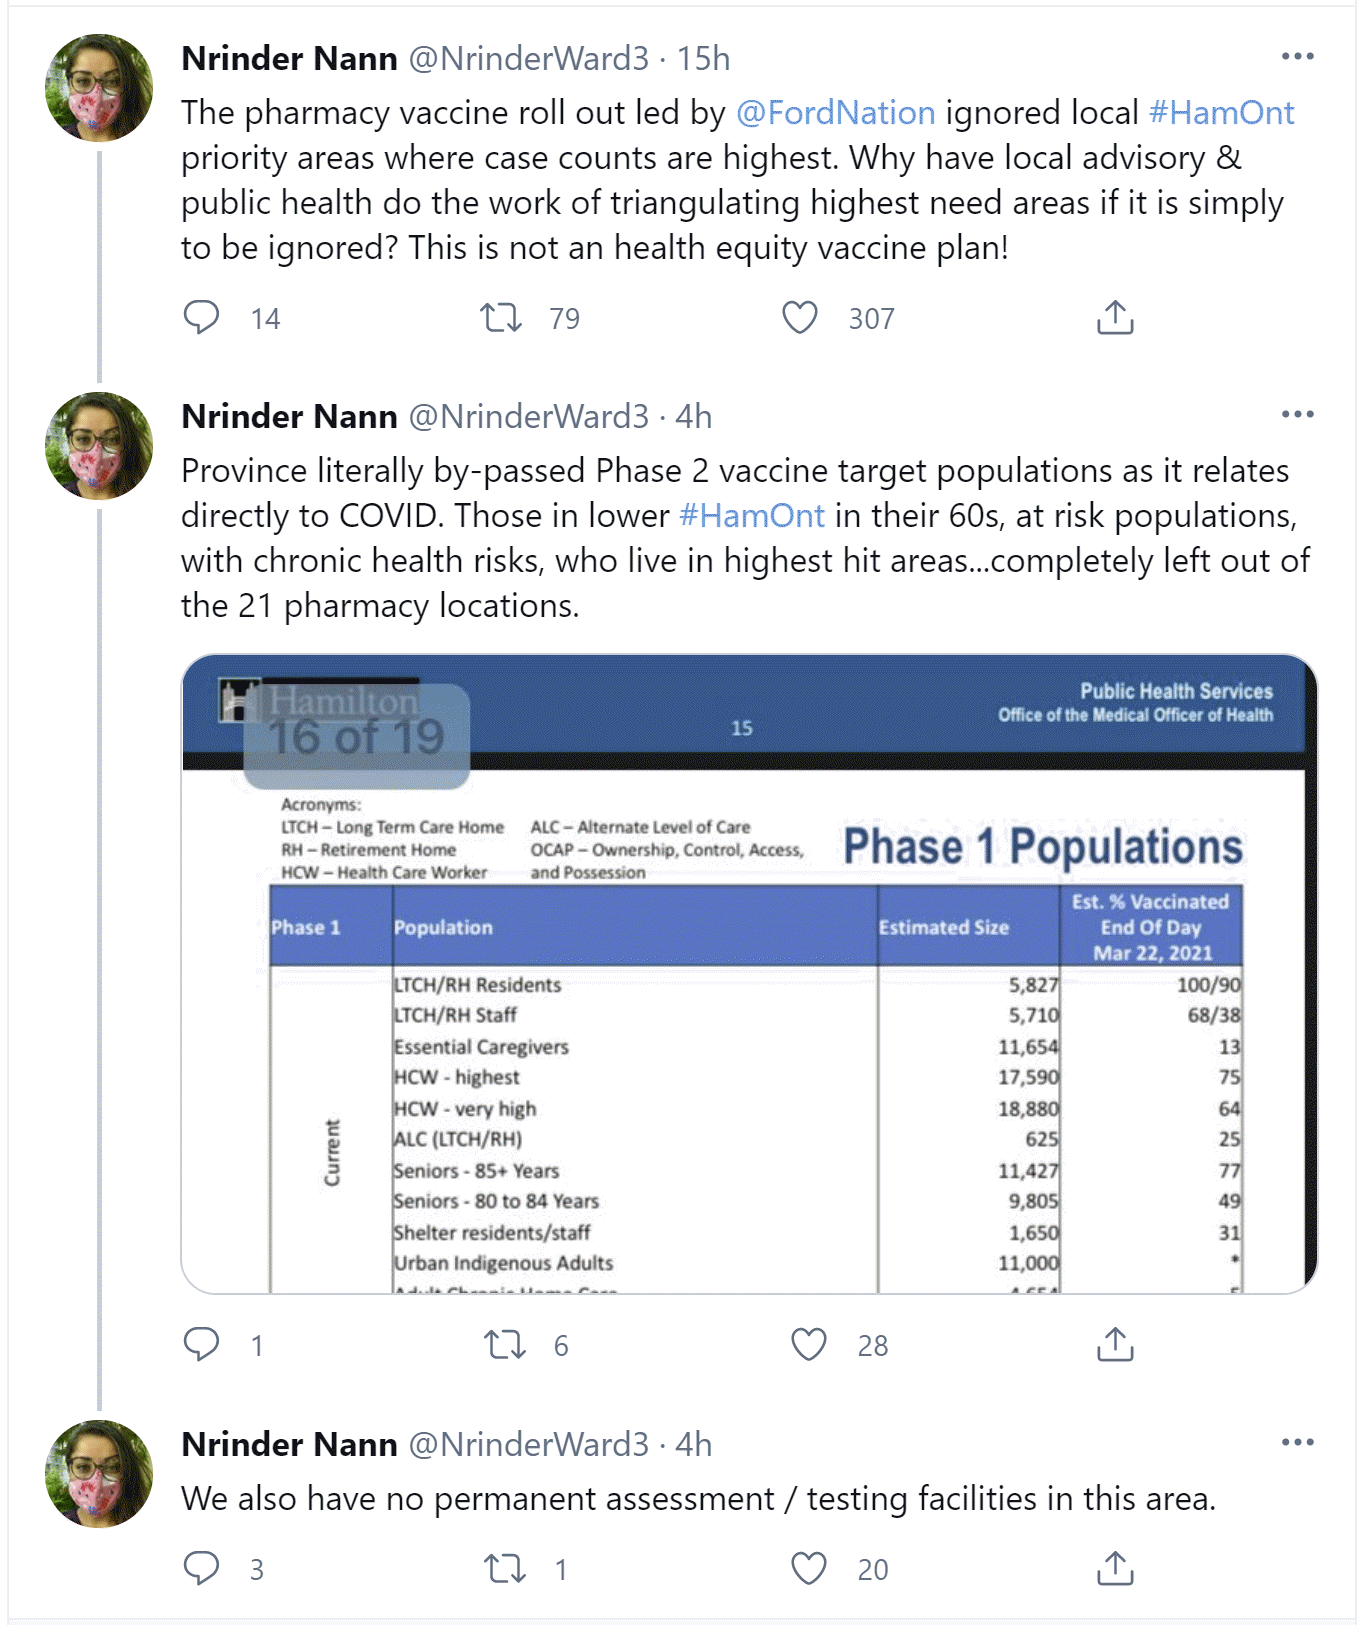 Nrinder Nann @NrinderWard3 · 15h
The pharmacy vaccine roll out led by @FordNation ignored local #HamOnt
priority areas where case counts are highest. Why have local advisory &
public health do the work of triangulating highest need areas if it is simply
to be ignored? This is not an health equity vaccine plan!
14 79 307
Nrinder Nann @NrinderWard3 · 4h
Province literally by-passed Phase 2 vaccine target populations as it relates
directly to COVID. Those in lower #HamOnt in their 60s, at risk populations,
with chronic health risks, who live in highest hit areas...completely left out of
the 21 pharmacy locations.
Hamilton
16 of 19
15
Public Health Services
Office of the Medical Officer of Health
Acronyms:
LTCH – Long Term Care Home
RH – Retirement Home
HCW – Health Care Worker
ALC – Alternate Level of Care
OCAP – Ownership, Control, Access,
and Possession
Phase 1 Populations
Phase 1 Population Estimated Size Est. % Vaccinated
End Of Day
Mar 22, 2021
Current
LTCH/RH Residents 5,827 100/90
LTCH/RH Staff 5,710 68/38
Essential Caregivers 11,654 13
HCW - highest 17,590 75
HCW - very high 18,880 64
ALC (LTCH/RH) 625 25
Seniors - 85+ Years 11,427 77
Seniors - 80 to 84 Years 9,805 49
Shelter residents/staff 1,650 31
Urban Indigenous Adults 11,000 *
Adult Chronic Home Care 4,654 5
1 6 28
Nrinder Nann @NrinderWard3 · 4h
We also have no permanent assessment / testing facilities in this area.
3 1 20